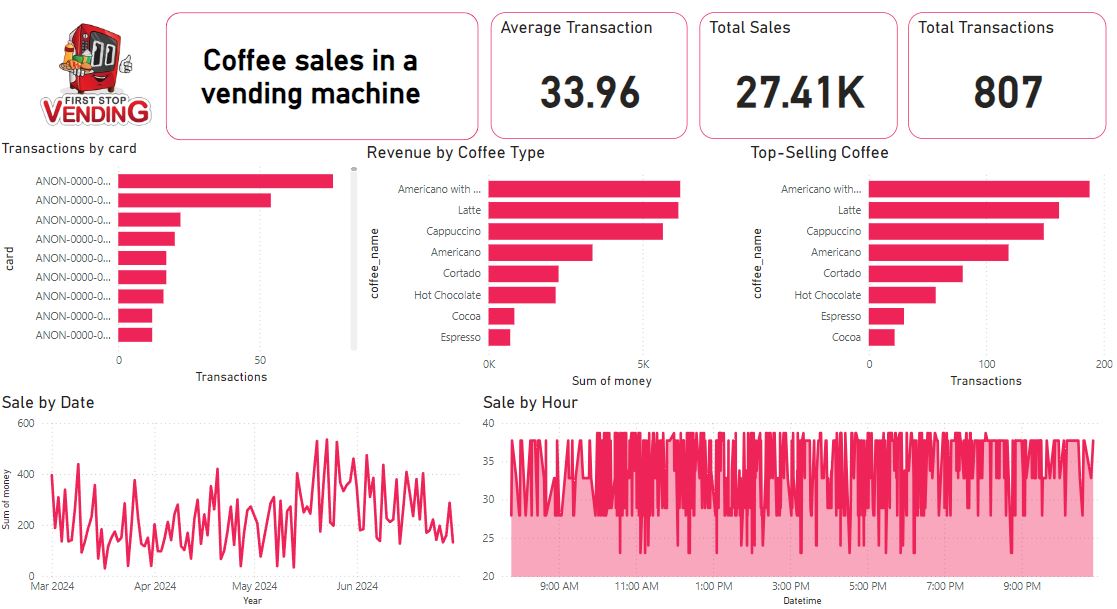 FIRST STOP
VENDING
Coffee sales in a
vending machine
Average Transaction
33.96
Total Sales
27.41K
Total Transactions
807
Transactions by card
card
ANON-0000-0...
ANON-0000-0...
ANON-0000-0...
ANON-0000-0...
ANON-0000-0...
ANON-0000-0...
ANON-0000-0...
ANON-0000-0...
ANON-0000-0...
0 50
Transactions
Revenue by Coffee Type
coffee_name
Americano with ...
Latte
Cappuccino
Americano
Cortado
Hot Chocolate
Cocoa
Espresso
0K 5K
Sum of money
Top-Selling Coffee
coffee_name
Americano with...
Latte
Cappuccino
Americano
Cortado
Hot Chocolate
Espresso
Cocoa
0 100 200
Transactions
Sale by Date
Sum of money
600
400
200
0
Mar 2024 Apr 2024 May 2024 Jun 2024
Year
Sale by Hour
40
35
30
25
20
9:00 AM 11:00 AM 1:00 PM 3:00 PM 5:00 PM 7:00 PM 9:00 PM
Datetime